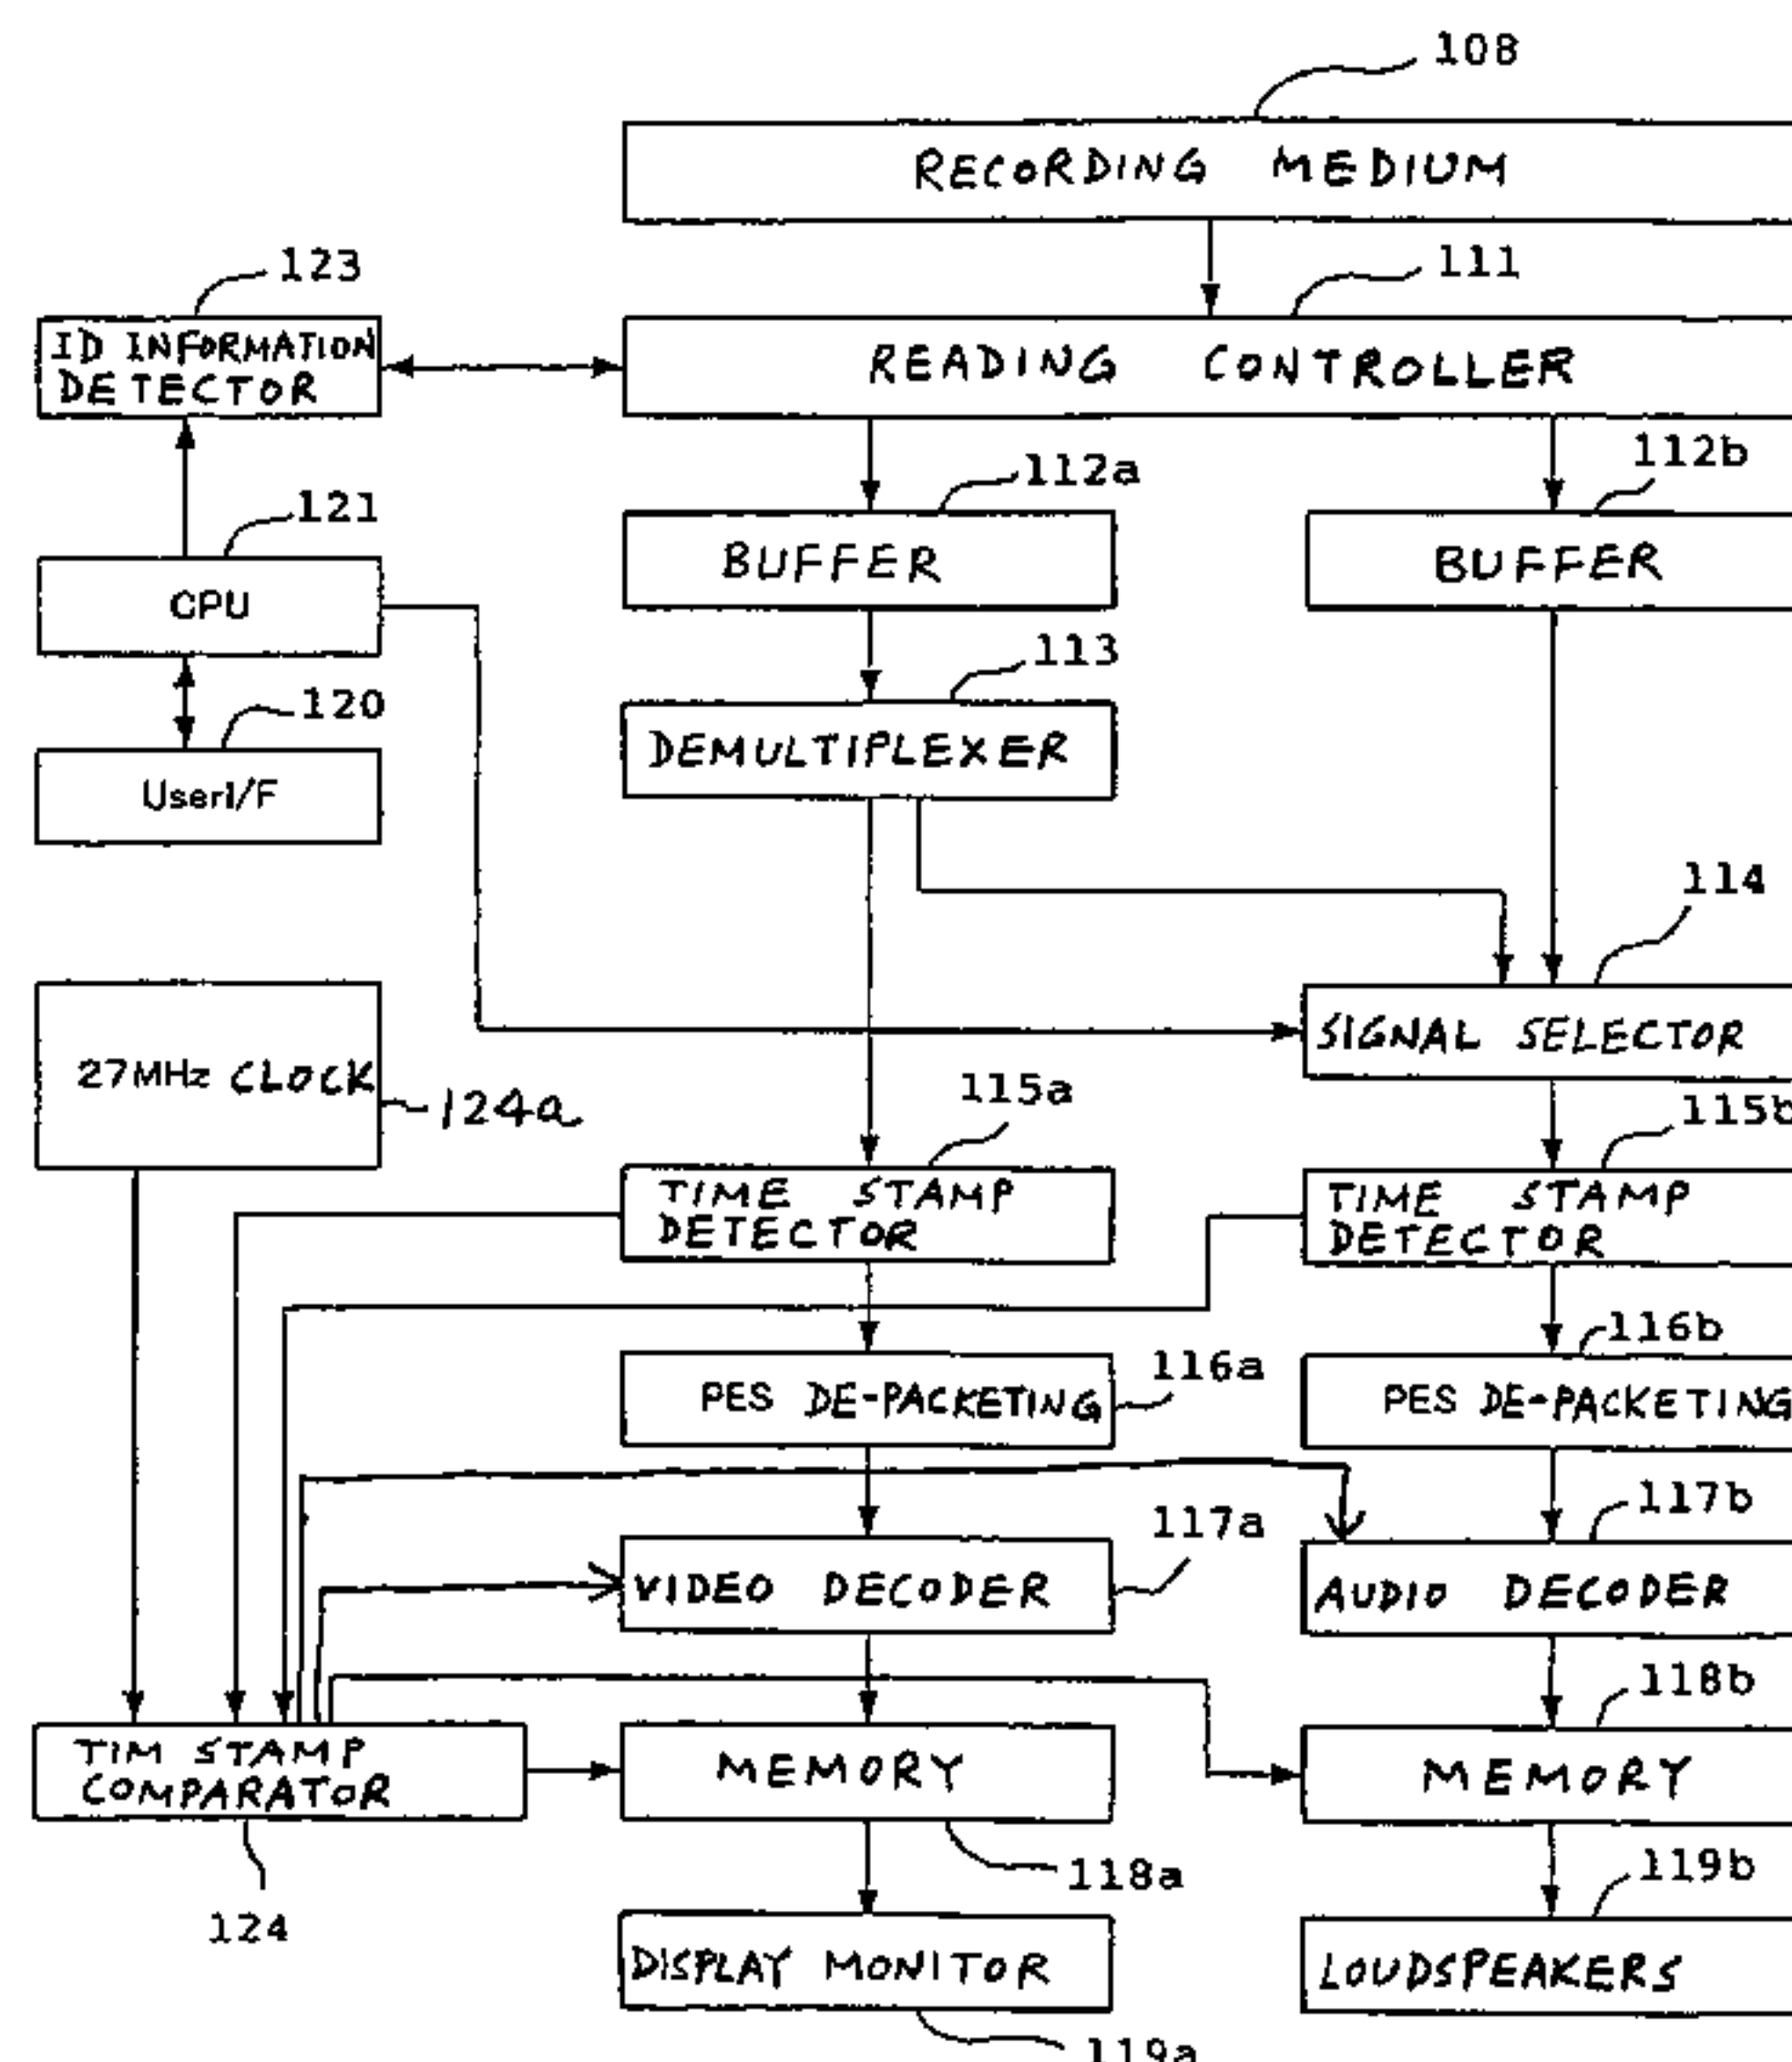 108
RECORDING MEDIUM
123
111
ID INFORMATION
DETECTOR
READING CONTROLLER
112a
112b
121
CPU
BUFFER
BUFFER
113
120
UserI/F
DEMULTIPLEXER
114
27MHz CLOCK
124a
SIGNAL SELECTOR
115a
115b
TIME STAMP
DETECTOR
TIME STAMP
DETECTOR
116a
116b
PES DE-PACKETING
PES DE-PACKETING
117a
117b
VIDEO DECODER
AUDIO DECODER
118b
TIM STAMP
COMPARATOR
MEMORY
MEMORY
118a
119b
124
DISPLAY MONITOR
LOUDSPEAKERS
119a